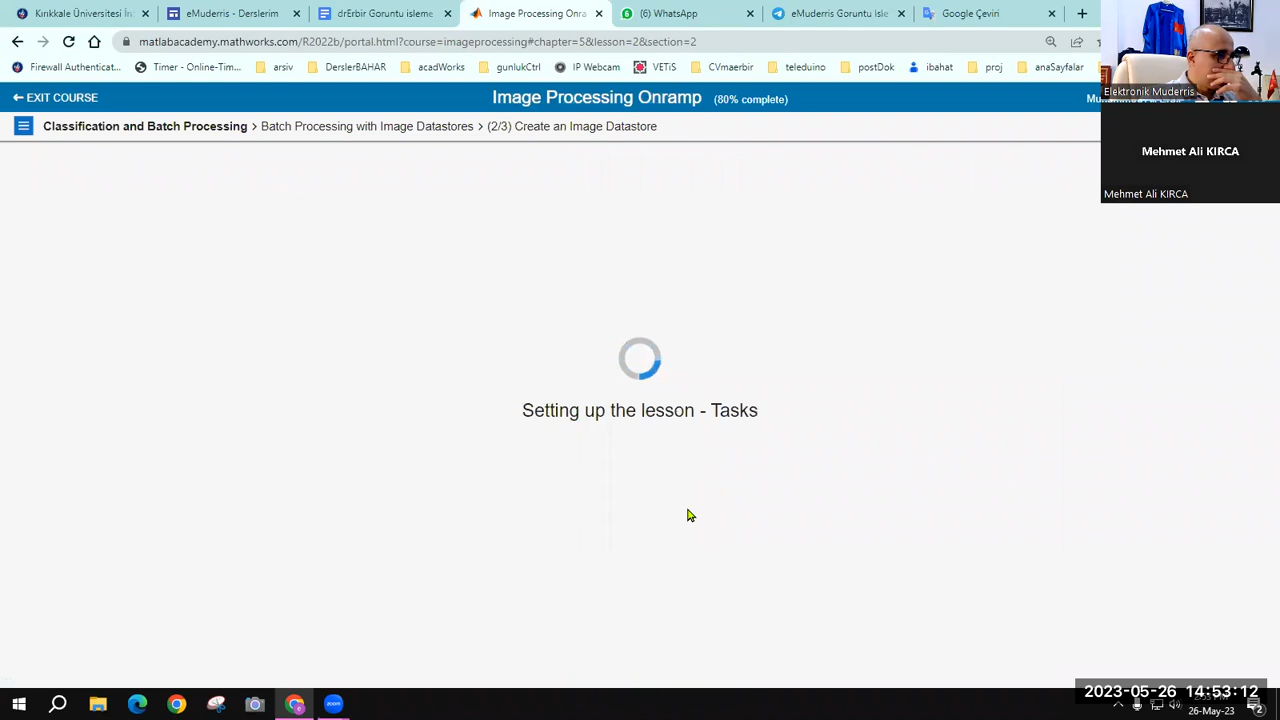 Kırıkkale Üniversitesi İn
eMuderris - Derslerim
drErbir Goruntu isleme
Image Processing Onra
(6) WhatsApp
eMuderris Goruntu Isle
Google Çeviri
matlabacademy.mathworks.com/R2022b/portal.html?course=imageprocessing#chapter=5&lesson=2&section=2
Firewall Authenticat...
Timer - Online-Tim...
arsiv
DerslerBAHAR
acadWorks
gunlukCtrl
IP Webcam
VETiS
CVmaerbir
teleduino
postDok
ibahat
proj
anaSayfalar
Elektronik Muderris
EXIT COURSE
Image Processing Onramp (80% complete)
Classification and Batch Processing > Batch Processing with Image Datastores > (2/3) Create an Image Datastore
Mehmet Ali KIRCA
Mehmet Ali KIRCA
Setting up the lesson - Tasks
zoom
2023-05-26 14:53:12
26-May-23
2